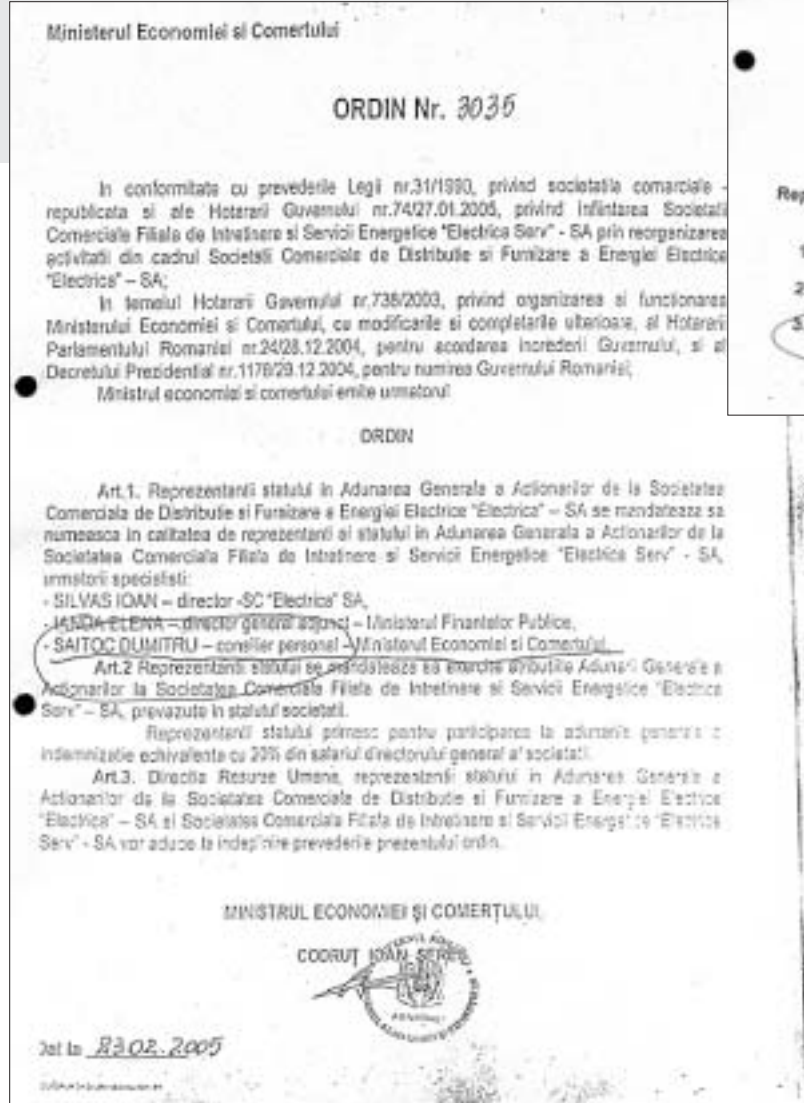 Ministerul Economiei si Comertului
ORDIN Nr. 3035
In conformitate cu prevederile Legii nr.31/1990, privind societatile comerciale -
republicata si ale Hotararii Guvernului nr.74/27.01.2005, privind infiintarea Societatii
Comerciale Filiala de Intretinere si Servicii Energetice "Electrica Serv" - SA prin reorganizarea
activitatii din cadrul Societatii Comerciale de Distributie si Furnizare a Energiei Electrice
"Electrica" – SA;
In temeiul Hotararii Guvernului nr.738/2003, privind organizarea si functionarea
Ministerului Economiei si Comertului, cu modificarile si completarile ulterioare, al Hotararii
Parlamentului Romaniei nr.24/28.12.2004, pentru acordarea increderii Guvernului, si al
Decretului Prezidential nr.1178/29.12.2004, pentru numirea Guvernului Romaniei;
Ministrul economiei si comertului emite urmatorul
ORDIN
Art.1. Reprezentantii statului in Adunarea Generala a Actionarilor de la Societatea
Comerciala de Distributie si Furnizare a Energiei Electrice "Electrica" – SA se mandateaza sa
numeasca in calitatea de reprezentanti ai statului in Adunarea Generala a Actionarilor de la
Societatea Comerciala Filiala de Intretinere si Servicii Energetice "Electrica Serv" - SA,
urmatorii specialisti:
- SILVAS IOAN – director -SC "Electrica" SA,
- IANDA ELENA – director general adjunct – Ministerul Finantelor Publice,
- SAITOC DUMITRU – consilier personal – Ministerul Economiei si Comertului.
Art.2 Reprezentantii statului se mandateaza sa exercite atributiile Adunarii Generale a
Actionarilor la Societatea Comerciala Filiala de Intretinere si Servicii Energetice "Electrica
Serv" – SA, prevazute in statutul societatii.
Reprezentantii statului primesc pentru participarea la adunarile generale o
indemnizatie echivalenta cu 20% din salariul directorului general al societatii.
Art.3. Directia Resurse Umane, reprezentantii statului in Adunarea Generala a
Actionarilor de la Societatea Comerciala de Distributie si Furnizare a Energiei Electrice
"Electrica" – SA si Societatea Comerciala Filiala de Intretinere si Servicii Energetice "Electrica
Serv" - SA vor aduce la indeplinire prevederile prezentului ordin.
MINISTRUL ECONOMIEI ŞI COMERŢULUI,
CODRUŢ IOAN ŞEREŞ
Dat la 23.02.2005
Rep
1
2
3.